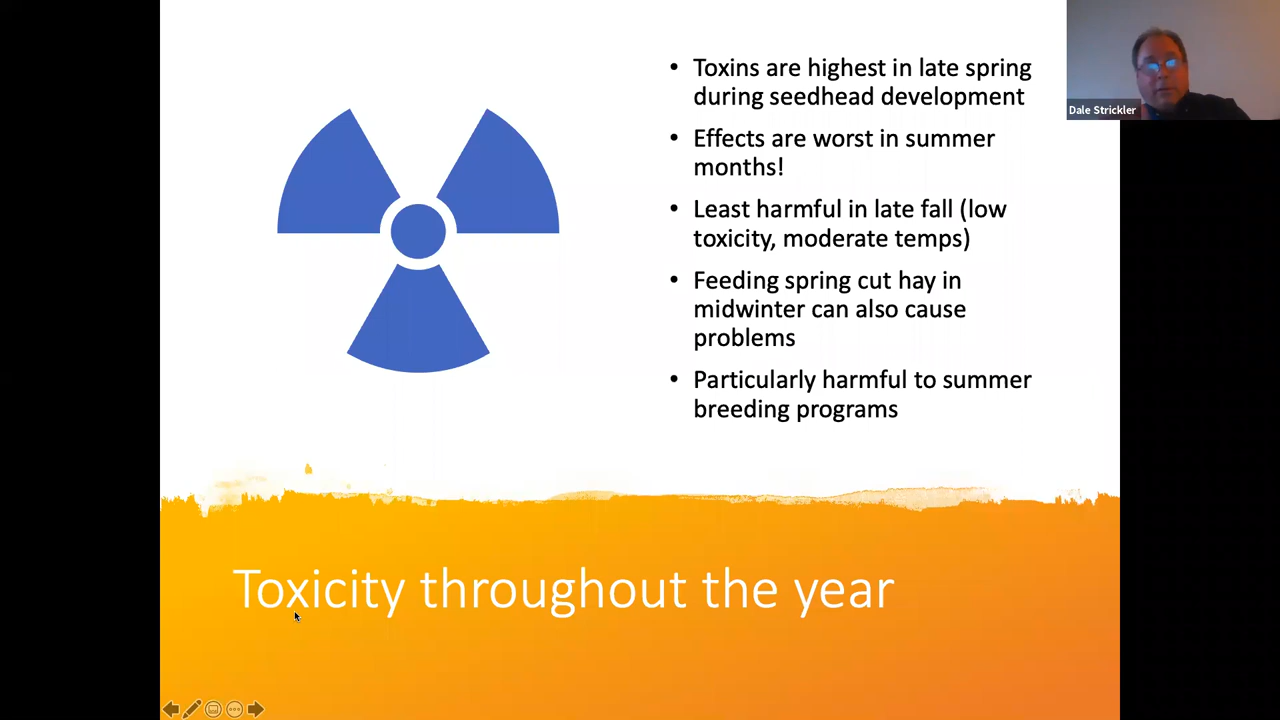 • Toxins are highest in late spring
during seedhead development
• Effects are worst in summer
months!
• Least harmful in late fall (low
toxicity, moderate temps)
• Feeding spring cut hay in
midwinter can also cause
problems
• Particularly harmful to summer
breeding programs
Dale Strickler
Toxicity throughout the year